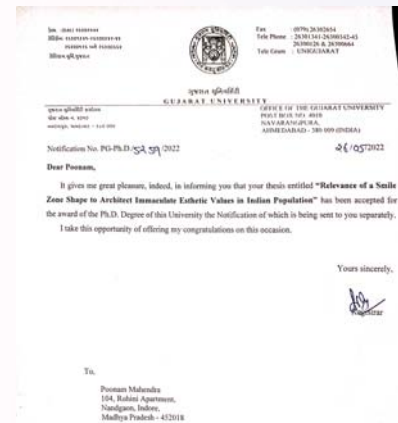 Fax : (079) 26302654
Tele Phone : 26301341-26300342-43
26300126 & 26300664
Tele Gram : UNIGUJARAT
ગુજરાત યુનિવર્સિટી
GUJARAT UNIVERSITY
ગુજરાત યુનિવર્સિટી કાર્યાલય
OFFICE OF THE GUJARAT UNIVERSITY
POST BOX NO. 4010
NAVARANGPURA,
AHMEDABAD - 380 009 (INDIA)
Notification No. PG-Ph.D./ /2022
26/05/2022
Dear Poonam,
It gives me great pleasure, indeed, in informing you that your thesis entitled "Relevance of a Smile
Zone Shape to Architect Immaculate Esthetic Values in Indian Population" has been accepted for
the award of the Ph.D. Degree of this University the Notification of which is being sent to you separately.
I take this opportunity of offering my congratulations on this occasion.
Yours sincerely,
Registrar
To,
Poonam Mahendra
104, Rohini Apartment,
Nandgaon, Indore,
Madhya Pradesh - 452018